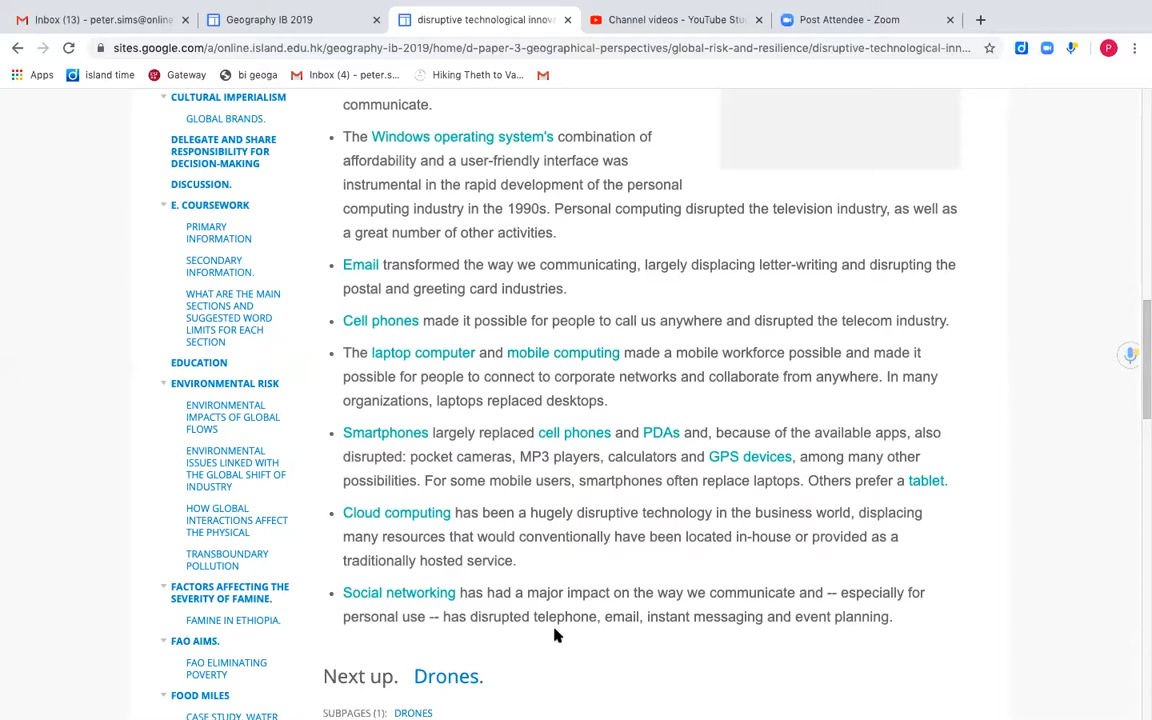 Inbox (4) - peter.sims@online
Geography IB 2019
disruptive technological innova
Channel videos - YouTube Stu
Post Attendee - Zoom
sites.google.com/a/online.island.edu.hk/geography-ib-2019/home/d-paper-3-geographical-perspectives/global-risk-and-resilience/disruptive-technological-inn...
P
Apps
island time
Gateway
bi geoga
Inbox (4) - peter.s...
Hiking Theth to Va...
CULTURAL IMPERIALISM
GLOBAL BRANDS.
DELEGATE AND SHARE
RESPONSIBILITY FOR
DECISION-MAKING
DISCUSSION.
E. COURSEWORK
PRIMARY
INFORMATION
SECONDARY
INFORMATION.
WHAT ARE THE MAIN
SECTIONS AND
SUGGESTED WORD
LIMITS FOR EACH
SECTION
EDUCATION
ENVIRONMENTAL RISK
ENVIRONMENTAL
IMPACTS OF GLOBAL
FLOWS
ENVIRONMENTAL
ISSUES LINKED WITH
THE GLOBAL SHIFT OF
INDUSTRY
HOW GLOBAL
INTERACTIONS AFFECT
THE PHYSICAL
TRANSBOUNDARY
POLLUTION
FACTORS AFFECTING THE
SEVERITY OF FAMINE.
FAMINE IN ETHIOPIA.
FAO AIMS.
FAO ELIMINATING
POVERTY
FOOD MILES
CASE STUDY, WATER
communicate.
The Windows operating system's combination of
affordability and a user-friendly interface was
instrumental in the rapid development of the personal
computing industry in the 1990s. Personal computing disrupted the television industry, as well as
a great number of other activities.
Email transformed the way we communicating, largely displacing letter-writing and disrupting the
postal and greeting card industries.
Cell phones made it possible for people to call us anywhere and disrupted the telecom industry.
The laptop computer and mobile computing made a mobile workforce possible and made it
possible for people to connect to corporate networks and collaborate from anywhere. In many
organizations, laptops replaced desktops.
Smartphones largely replaced cell phones and PDAs and, because of the available apps, also
disrupted: pocket cameras, MP3 players, calculators and GPS devices, among many other
possibilities. For some mobile users, smartphones often replace laptops. Others prefer a tablet.
Cloud computing has been a hugely disruptive technology in the business world, displacing
many resources that would conventionally have been located in-house or provided as a
traditionally hosted service.
Social networking has had a major impact on the way we communicate and -- especially for
personal use -- has disrupted telephone, email, instant messaging and event planning.
Next up. Drones.
SUBPAGES (1): DRONES